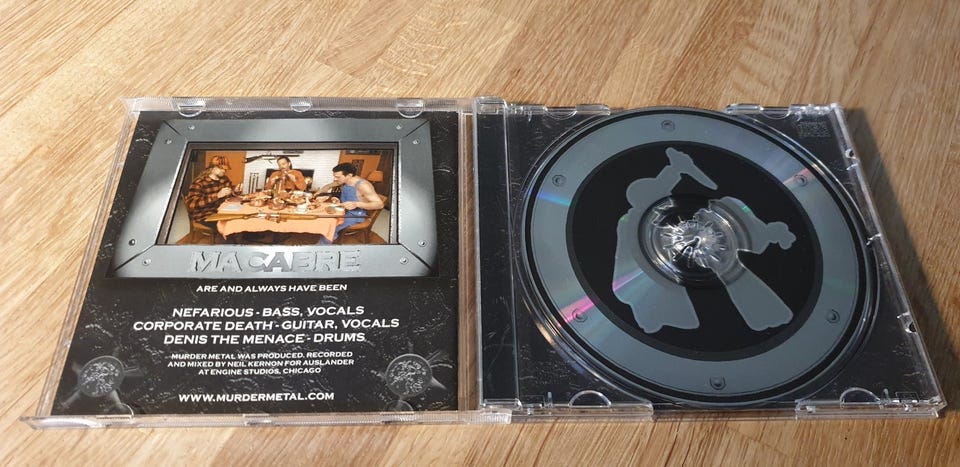 MACABRE
ARE AND ALWAYS HAVE BEEN
NEFARIOUS - BASS, VOCALS
CORPORATE DEATH - GUITAR, VOCALS
DENIS THE MENACE - DRUMS
MURDER METAL WAS PRODUCED, RECORDED
AND MIXED BY NEIL KERNON FOR AUSLANDER
AT ENGINE STUDIOS, CHICAGO
WWW.MURDERMETAL.COM